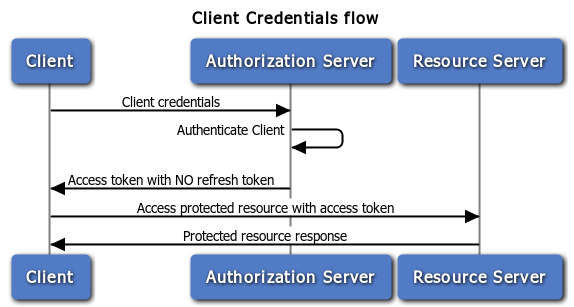 Client Credentials flow
Client
Authorization Server
Resource Server
Client credentials
Authenticate Client
Access token with NO refresh token
Access protected resource with access token
Protected resource response
Client
Authorization Server
Resource Server